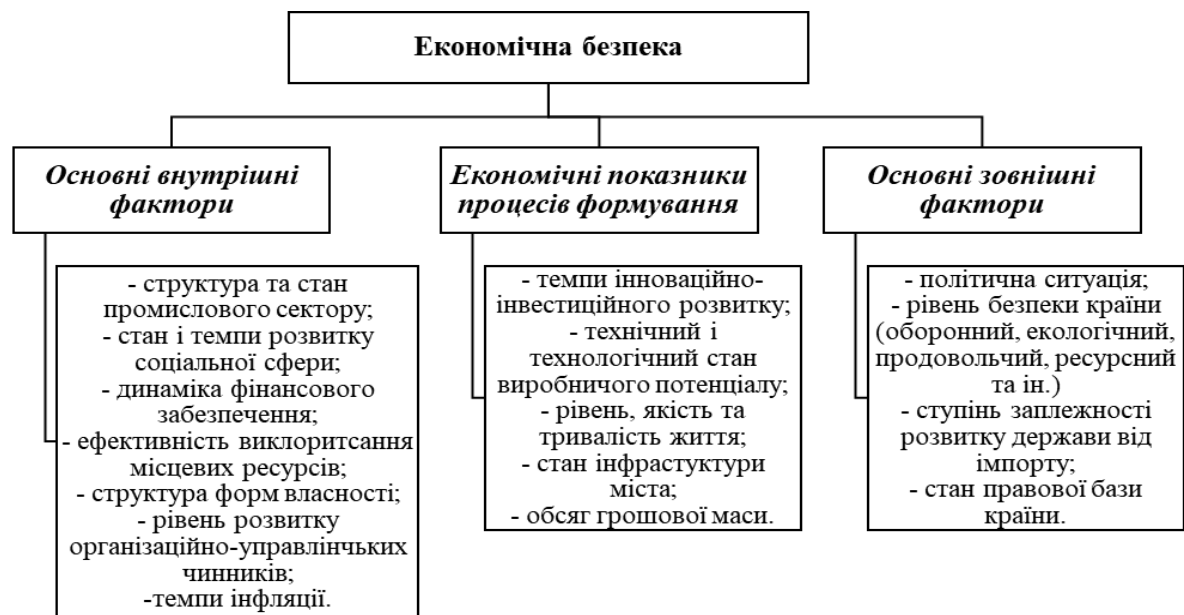 Економічна безпека
Основні внутрішні
фактори
- структура та стан
промислового сектору;
- стан і темпи розвитку
соціальної сфери;
- динаміка фінансового
забезпечення;
- ефективність виклоритсання
місцевих ресурсів;
- структура форм власності;
- рівень розвитку
організаційно-управлінчьких
чинників;
-темпи інфляції.
Економічні показники
процесів формування
- темпи інноваційно-
інвестиційного розвитку;
- технічний і
технологічний стан
виробничого потенціалу;
- рівень, якість та
тривалість життя;
- стан інфрастуктури
міста;
- обсяг грошової маси.
Основні зовнішні
фактори
- політична ситуація;
- рівень безпеки країни
(оборонний, екологічний,
продовольчий, ресурсний
та ін.)
- ступінь заплежності
розвитку держави від
імпорту;
- стан правової бази
країни.